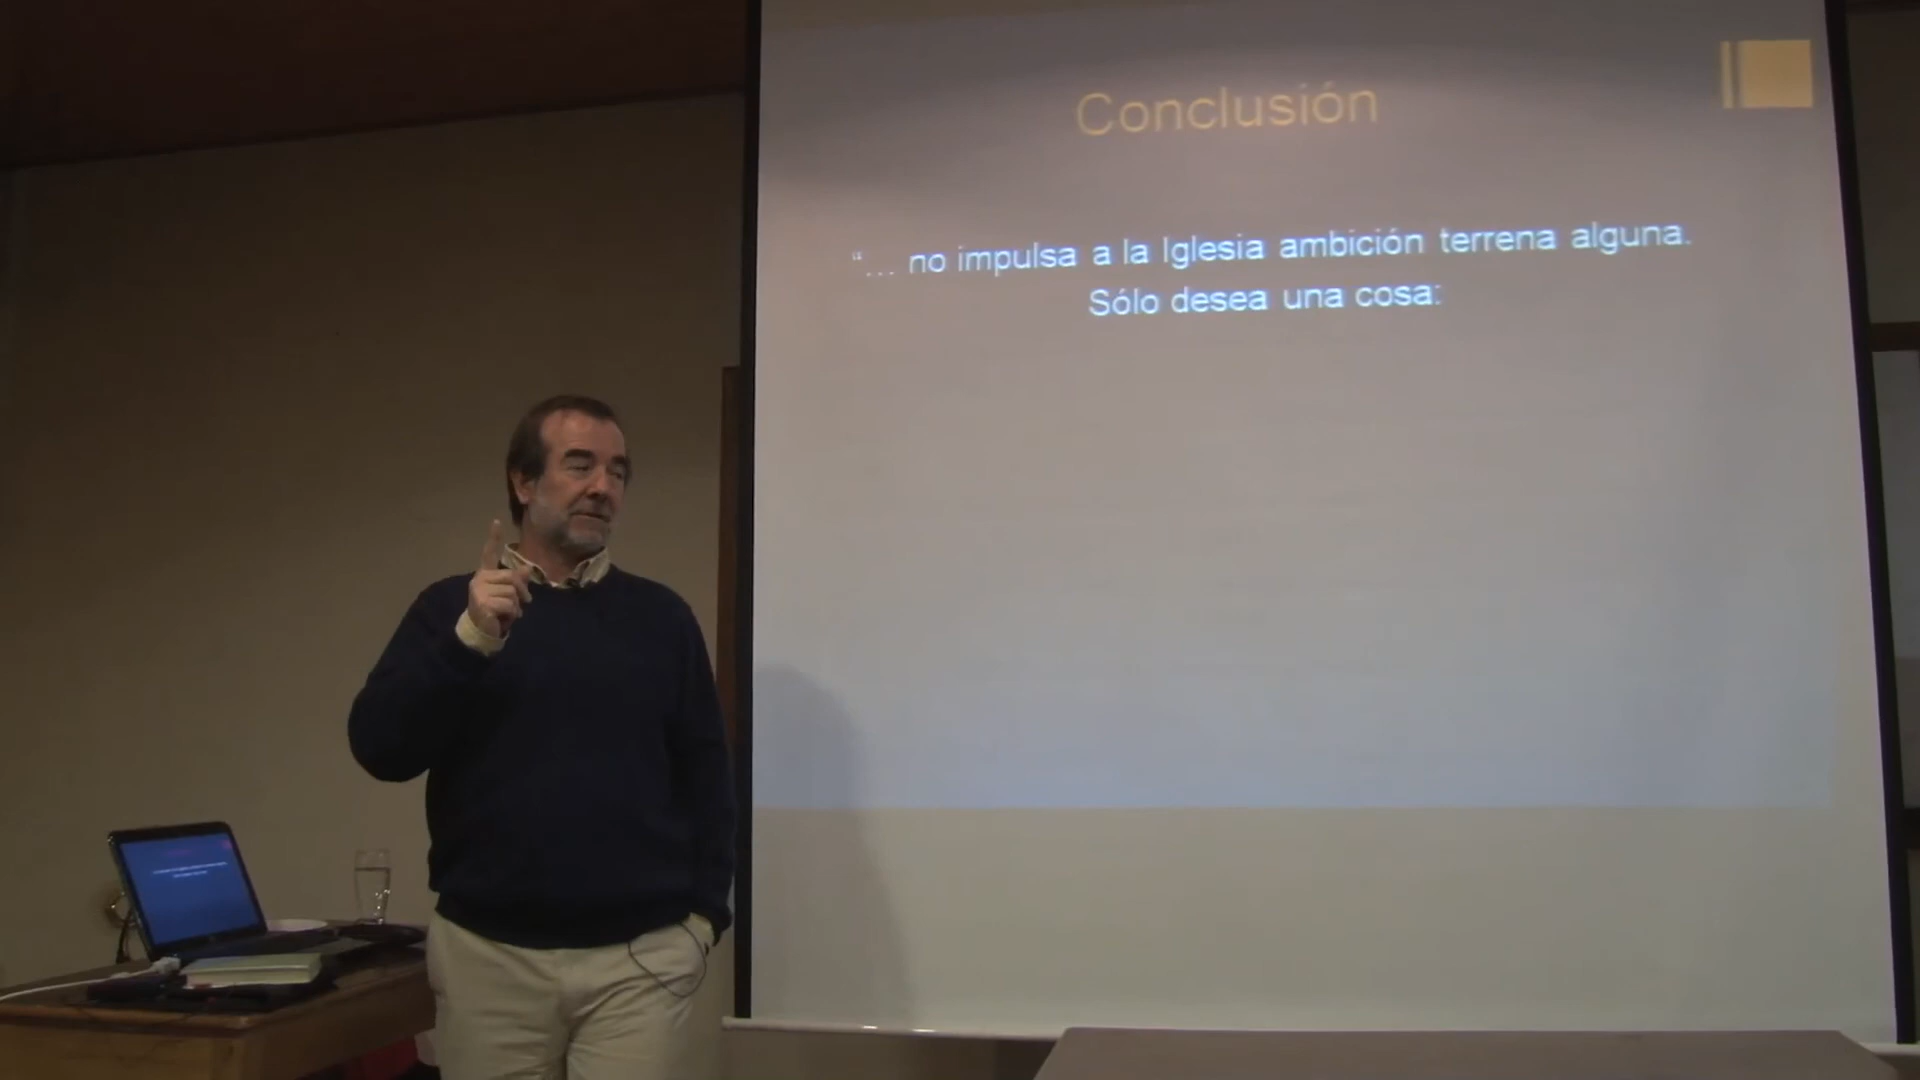 Conclusión
“... no impulsa a la Iglesia ambición terrena alguna.
Sólo desea una cosa: